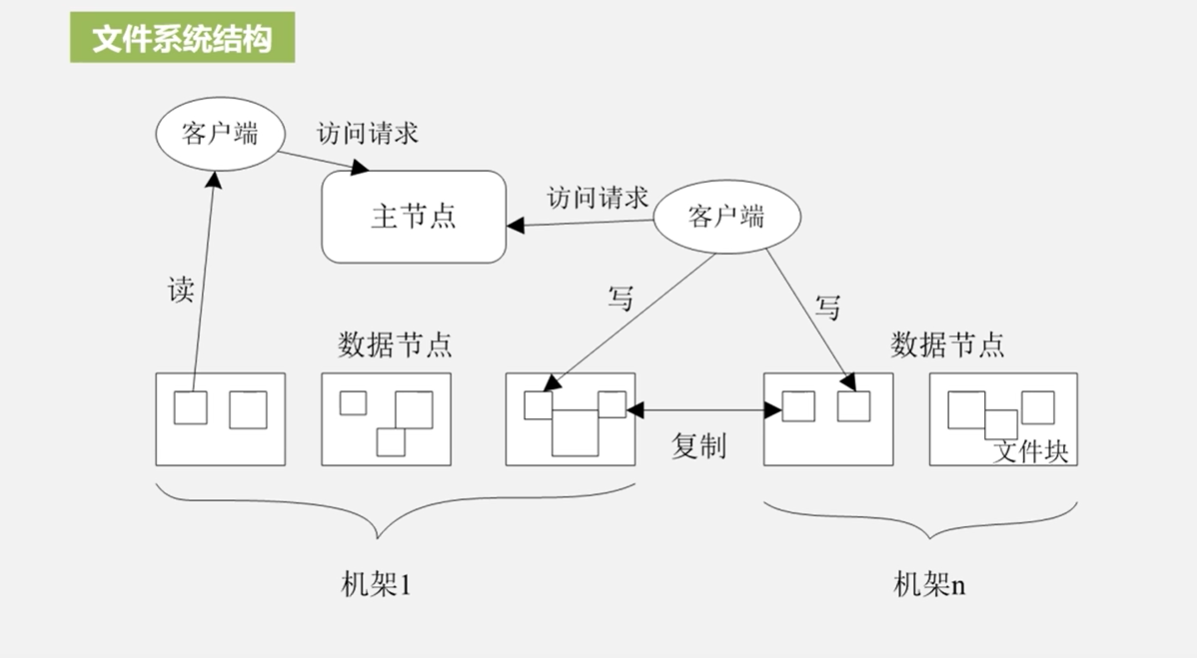 文件系统结构
客户端
访问请求
主节点
访问请求
客户端
读
写
写
数据节点
数据节点
复制
文件块
机架1
机架n